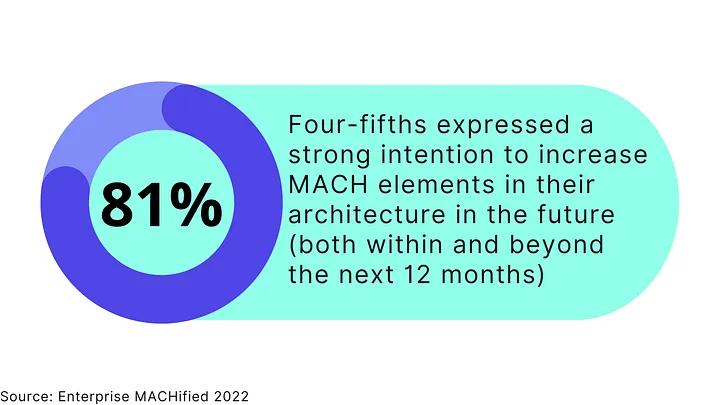 81%
Four-fifths expressed a
strong intention to increase
MACH elements in their
architecture in the future
(both within and beyond
the next 12 months)
Source: Enterprise MACHified 2022